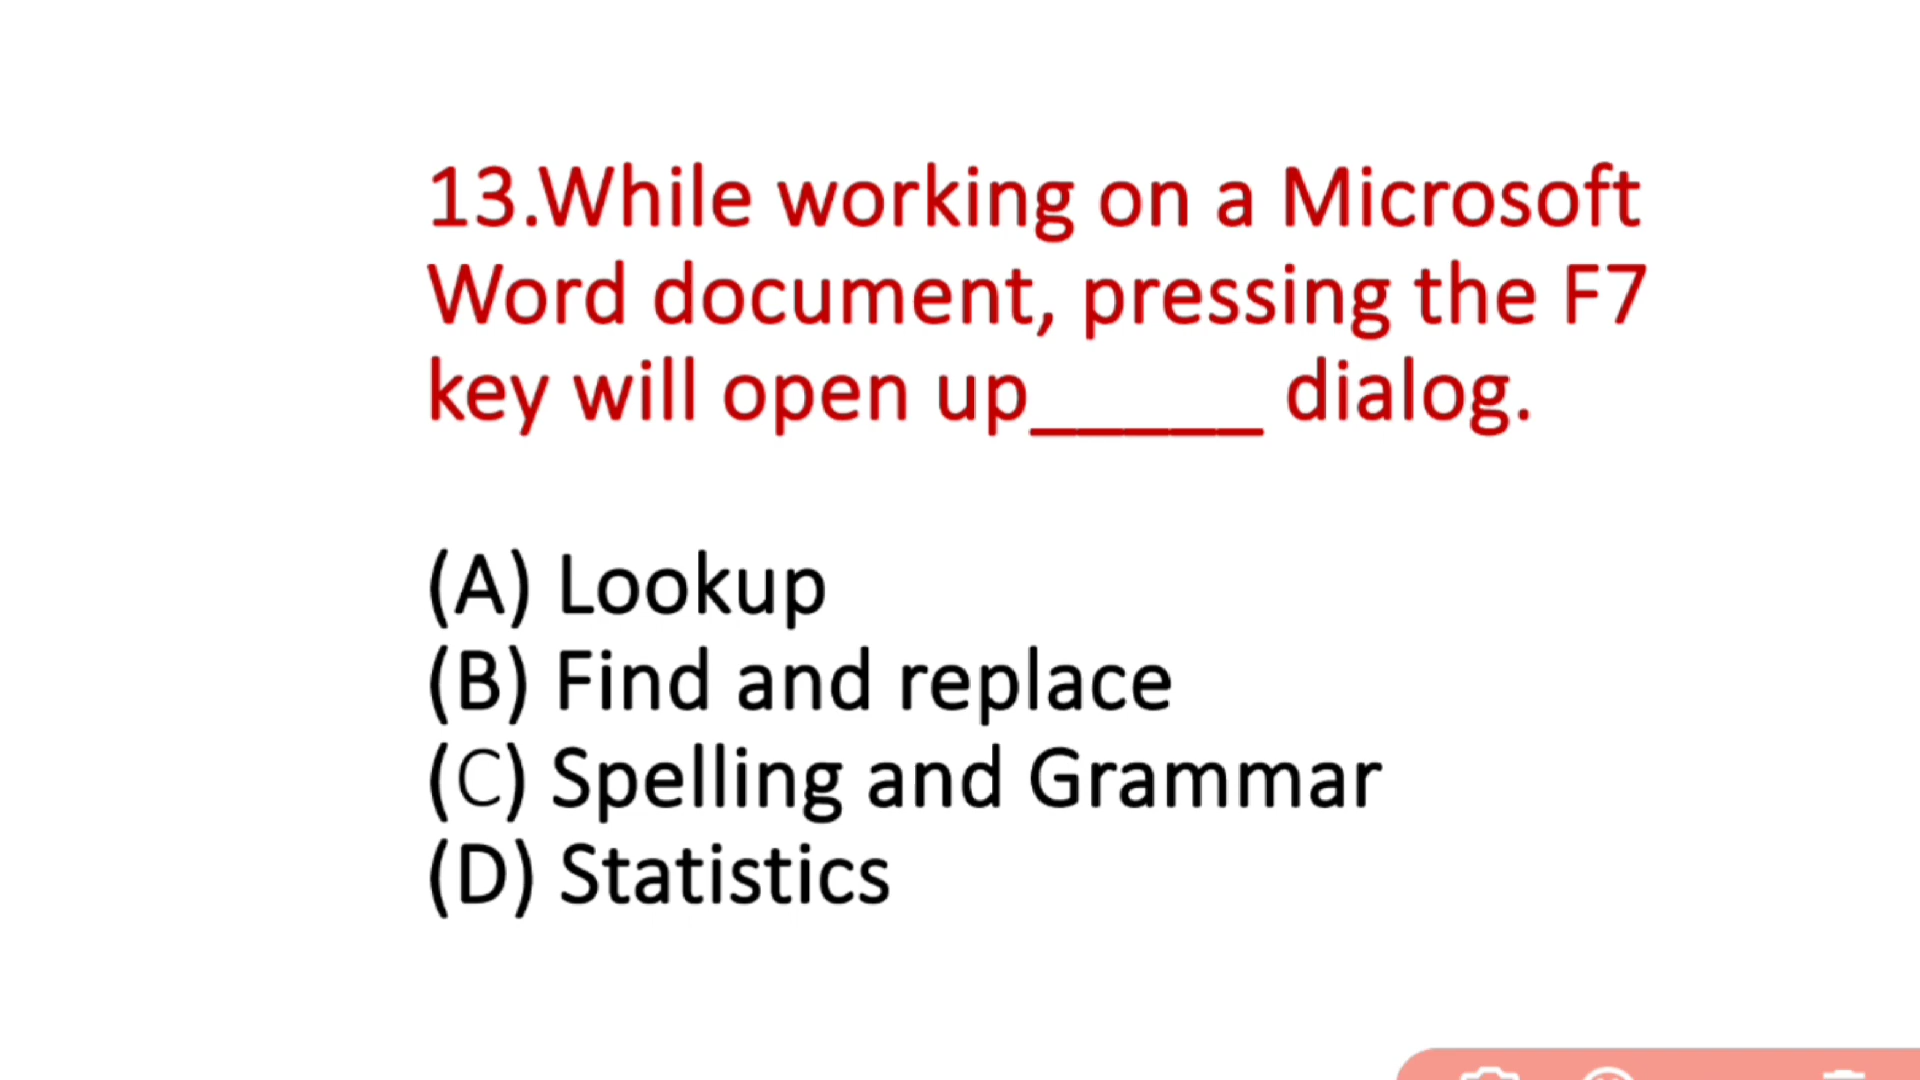 13.While working on a Microsoft
Word document, pressing the F7
key will open up_____ dialog.
(A) Lookup
(B) Find and replace
(C) Spelling and Grammar
(D) Statistics